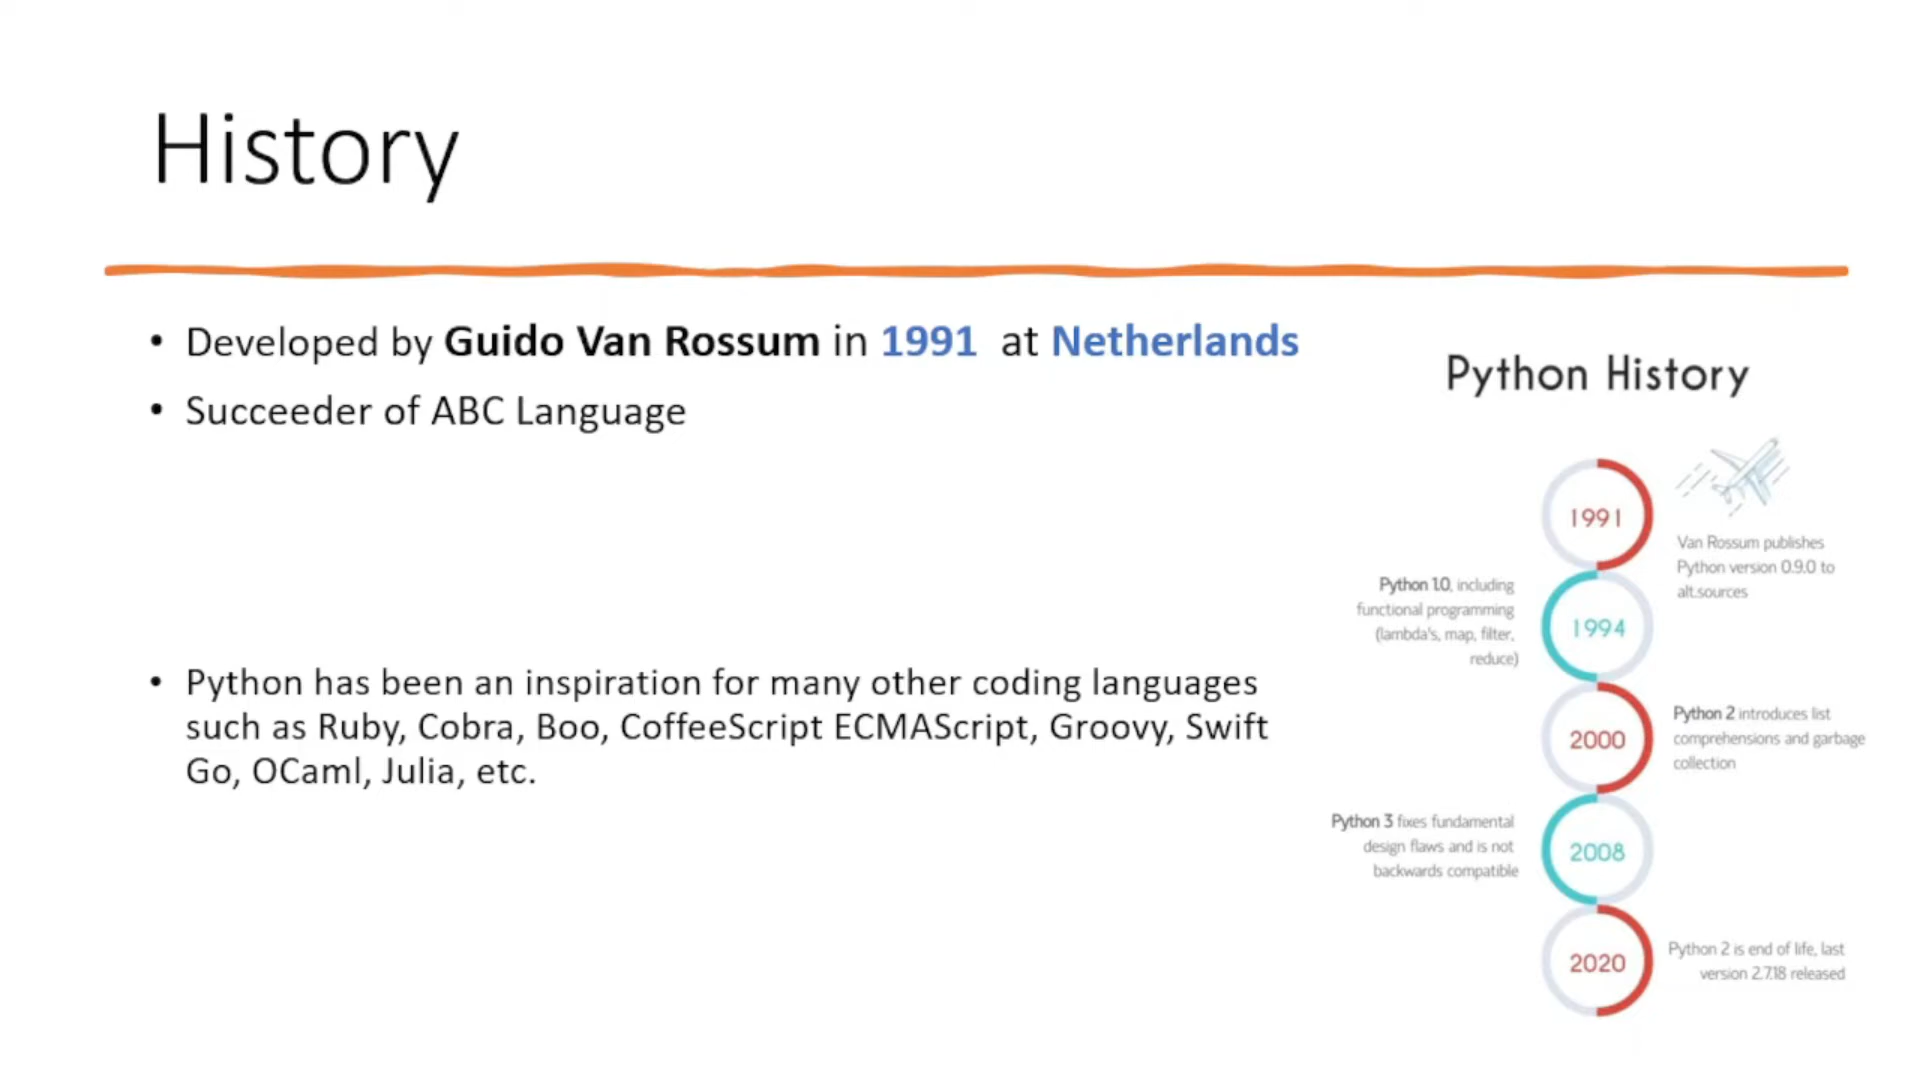 History
• Developed by Guido Van Rossum in 1991 at Netherlands
• Succeeder of ABC Language
• Python has been an inspiration for many other coding languages
such as Ruby, Cobra, Boo, CoffeeScript ECMAScript, Groovy, Swift
Go, OCaml, Julia, etc.
Python History
1991
Van Rossum publishes
Python version 0.9.0 to
alt.sources
Python 1.0, including
functional programming
(lambda's, map, filter,
reduce)
1994
2000
Python 2 introduces list
comprehensions and garbage
collection
Python 3 fixes fundamental
design flaws and is not
backwards compatible
2008
2020
Python 2 is end of life, last
version 2.7.18 released